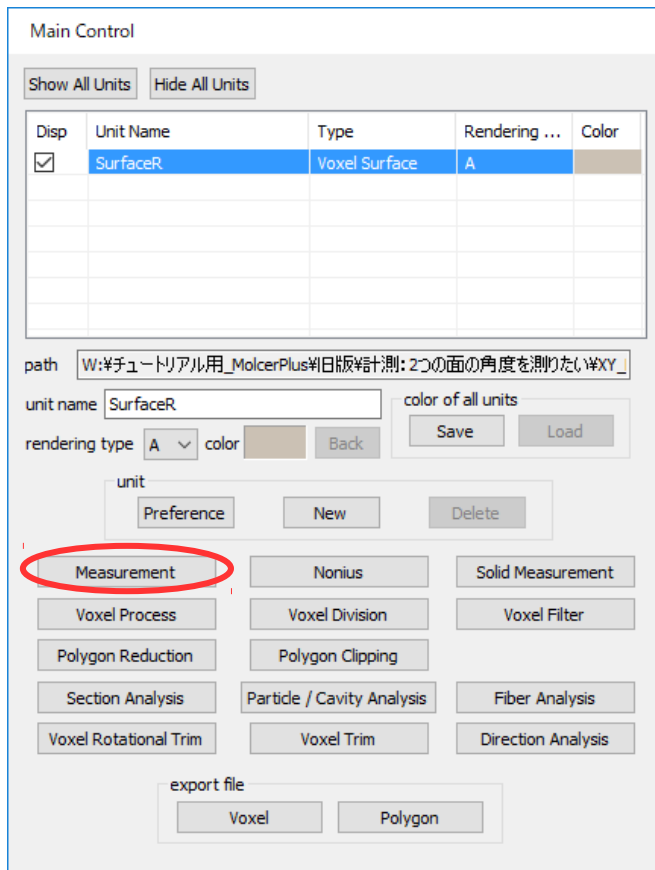 Main Control
Show All Units Hide All Units
Disp Unit Name Type Rendering ... Color
SurfaceR Voxel Surface A
path W:¥チュートリアル用_MolcerPlus¥旧版¥計測：2つの面の角度を測りたい¥XY_
unit name SurfaceR
color of all units
Save Load
rendering type A color Back
unit
Preference New Delete
Measurement Nonius Solid Measurement
Voxel Process Voxel Division Voxel Filter
Polygon Reduction Polygon Clipping
Section Analysis Particle / Cavity Analysis Fiber Analysis
Voxel Rotational Trim Voxel Trim Direction Analysis
export file
Voxel Polygon